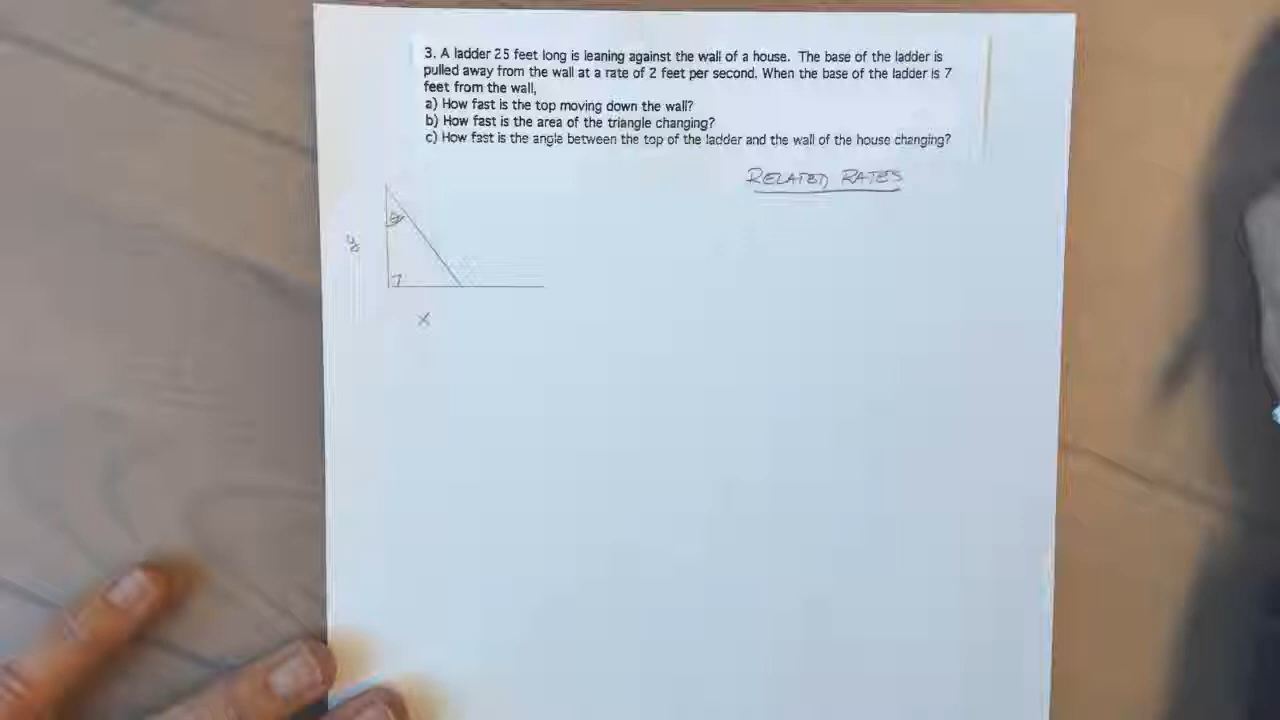 3. A ladder 25 feet long is leaning against the wall of a house. The base of the ladder is
pulled away from the wall at a rate of 2 feet per second. When the base of the ladder is 7
feet from the wall,
a) How fast is the top moving down the wall?
b) How fast is the area of the triangle changing?
c) How fast is the angle between the top of the ladder and the wall of the house changing?
RELATED RATES
y
x